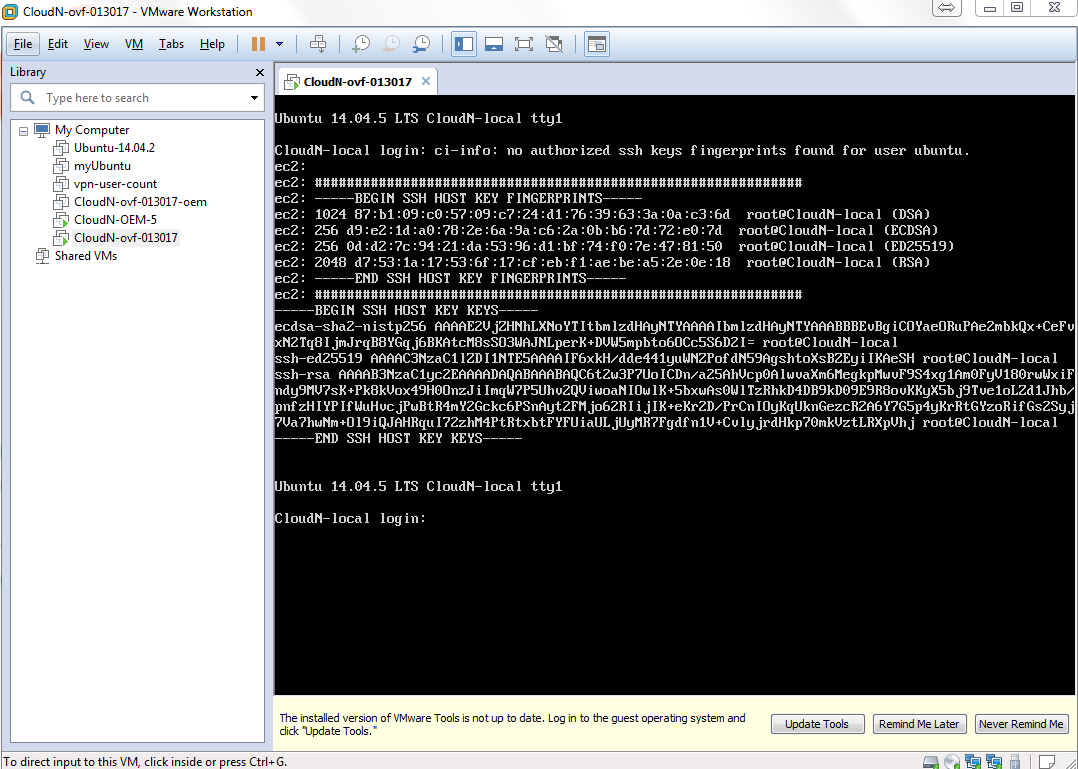 CloudN-ovf-013017 - VMware Workstation
File Edit View VM Tabs Help
Library
Type here to search
My Computer
Ubuntu-14.04.2
myUbuntu
vpn-user-count
CloudN-ovf-013017-oem
CloudN-OEM-5
CloudN-ovf-013017
Shared VMs
CloudN-ovf-013017
Ubuntu 14.04.5 LTS CloudN-local tty1
CloudN-local login: ci-info: no authorized ssh keys fingerprints found for user ubuntu.
ec2:
ec2: #############################################################
ec2: -----BEGIN SSH HOST KEY FINGERPRINTS-----
ec2: 1024 87:b1:09:c0:57:09:c7:24:d1:76:39:63:3a:0a:c3:6d  root@CloudN-local (DSA)
ec2: 256 d9:e2:1d:a0:78:2e:6a:9a:c6:2a:0b:b6:7d:72:e0:7d  root@CloudN-local (ECDSA)
ec2: 256 0d:d2:7c:94:21:da:53:96:d1:bf:74:f0:7e:47:81:50  root@CloudN-local (ED25519)
ec2: 2048 d7:53:1a:17:53:6f:17:cf:eb:f1:ae:be:a5:2e:0e:18  root@CloudN-local (RSA)
ec2: -----END SSH HOST KEY FINGERPRINTS-----
ec2: #############################################################
-----BEGIN SSH HOST KEY KEYS-----
ecdsa-sha2-nistp256 AAAAE2VjZHNhLXNoYTItbmlzdHAyNTYAAAAIbmlzdHAyNTYAAABBBEvBgiCOYaeORuPAe2mbkQx+CeFv
xN2Tq8IjmJrqB8YGqj6BKAtcM8sSO3WAJNLperK+DVW5mpbto6OCc5S6D2I= root@CloudN-local
ssh-ed25519 AAAAC3NzaC1lZDI1NTE5AAAAIF6xkH/dde441yuWN2PofdN59AgshtoXsBZEyiIKAeSH root@CloudN-local
ssh-rsa AAAAB3NzaC1yc2EAAAADAQABAAABAQC6t2w3P7UoICDn/a25AhVcp0AlwvaXm6MegkpMwvF9S4xg1Am0FyV180rwWxiF
ndy9MV7sK+Pk8kVox49H0OnzJiImqW7P5Uhv2QViwoaNIOwlK+5bxwAs0WlTzRhkD4DB9kD09E9R8ovKKyX5bj9Tve1oL2d1Jhb/
pnfzHIYPIfWuHvcjPwBtR4mY2Gckc6PSnAyt2FMjo62RIijIK+eKr2D/PrCnIOyKqUknGezcR2A6Y7G5p4yKrRtGYzoRifGs2Syj
7Va7hwNm+Ol9iQJAHRquI72zhM4PtRtxbtFYFUiaULjUyMR7Fgdfn1V+CvlyjrdHkp70mkVztLRXpVhj root@CloudN-local
-----END SSH HOST KEY KEYS-----
Ubuntu 14.04.5 LTS CloudN-local tty1
CloudN-local login:
The installed version of VMware Tools is not up to date. Log in to the guest operating system and
click "Update Tools."
Update Tools Remind Me Later Never Remind Me
To direct input to this VM, click inside or press Ctrl+G.